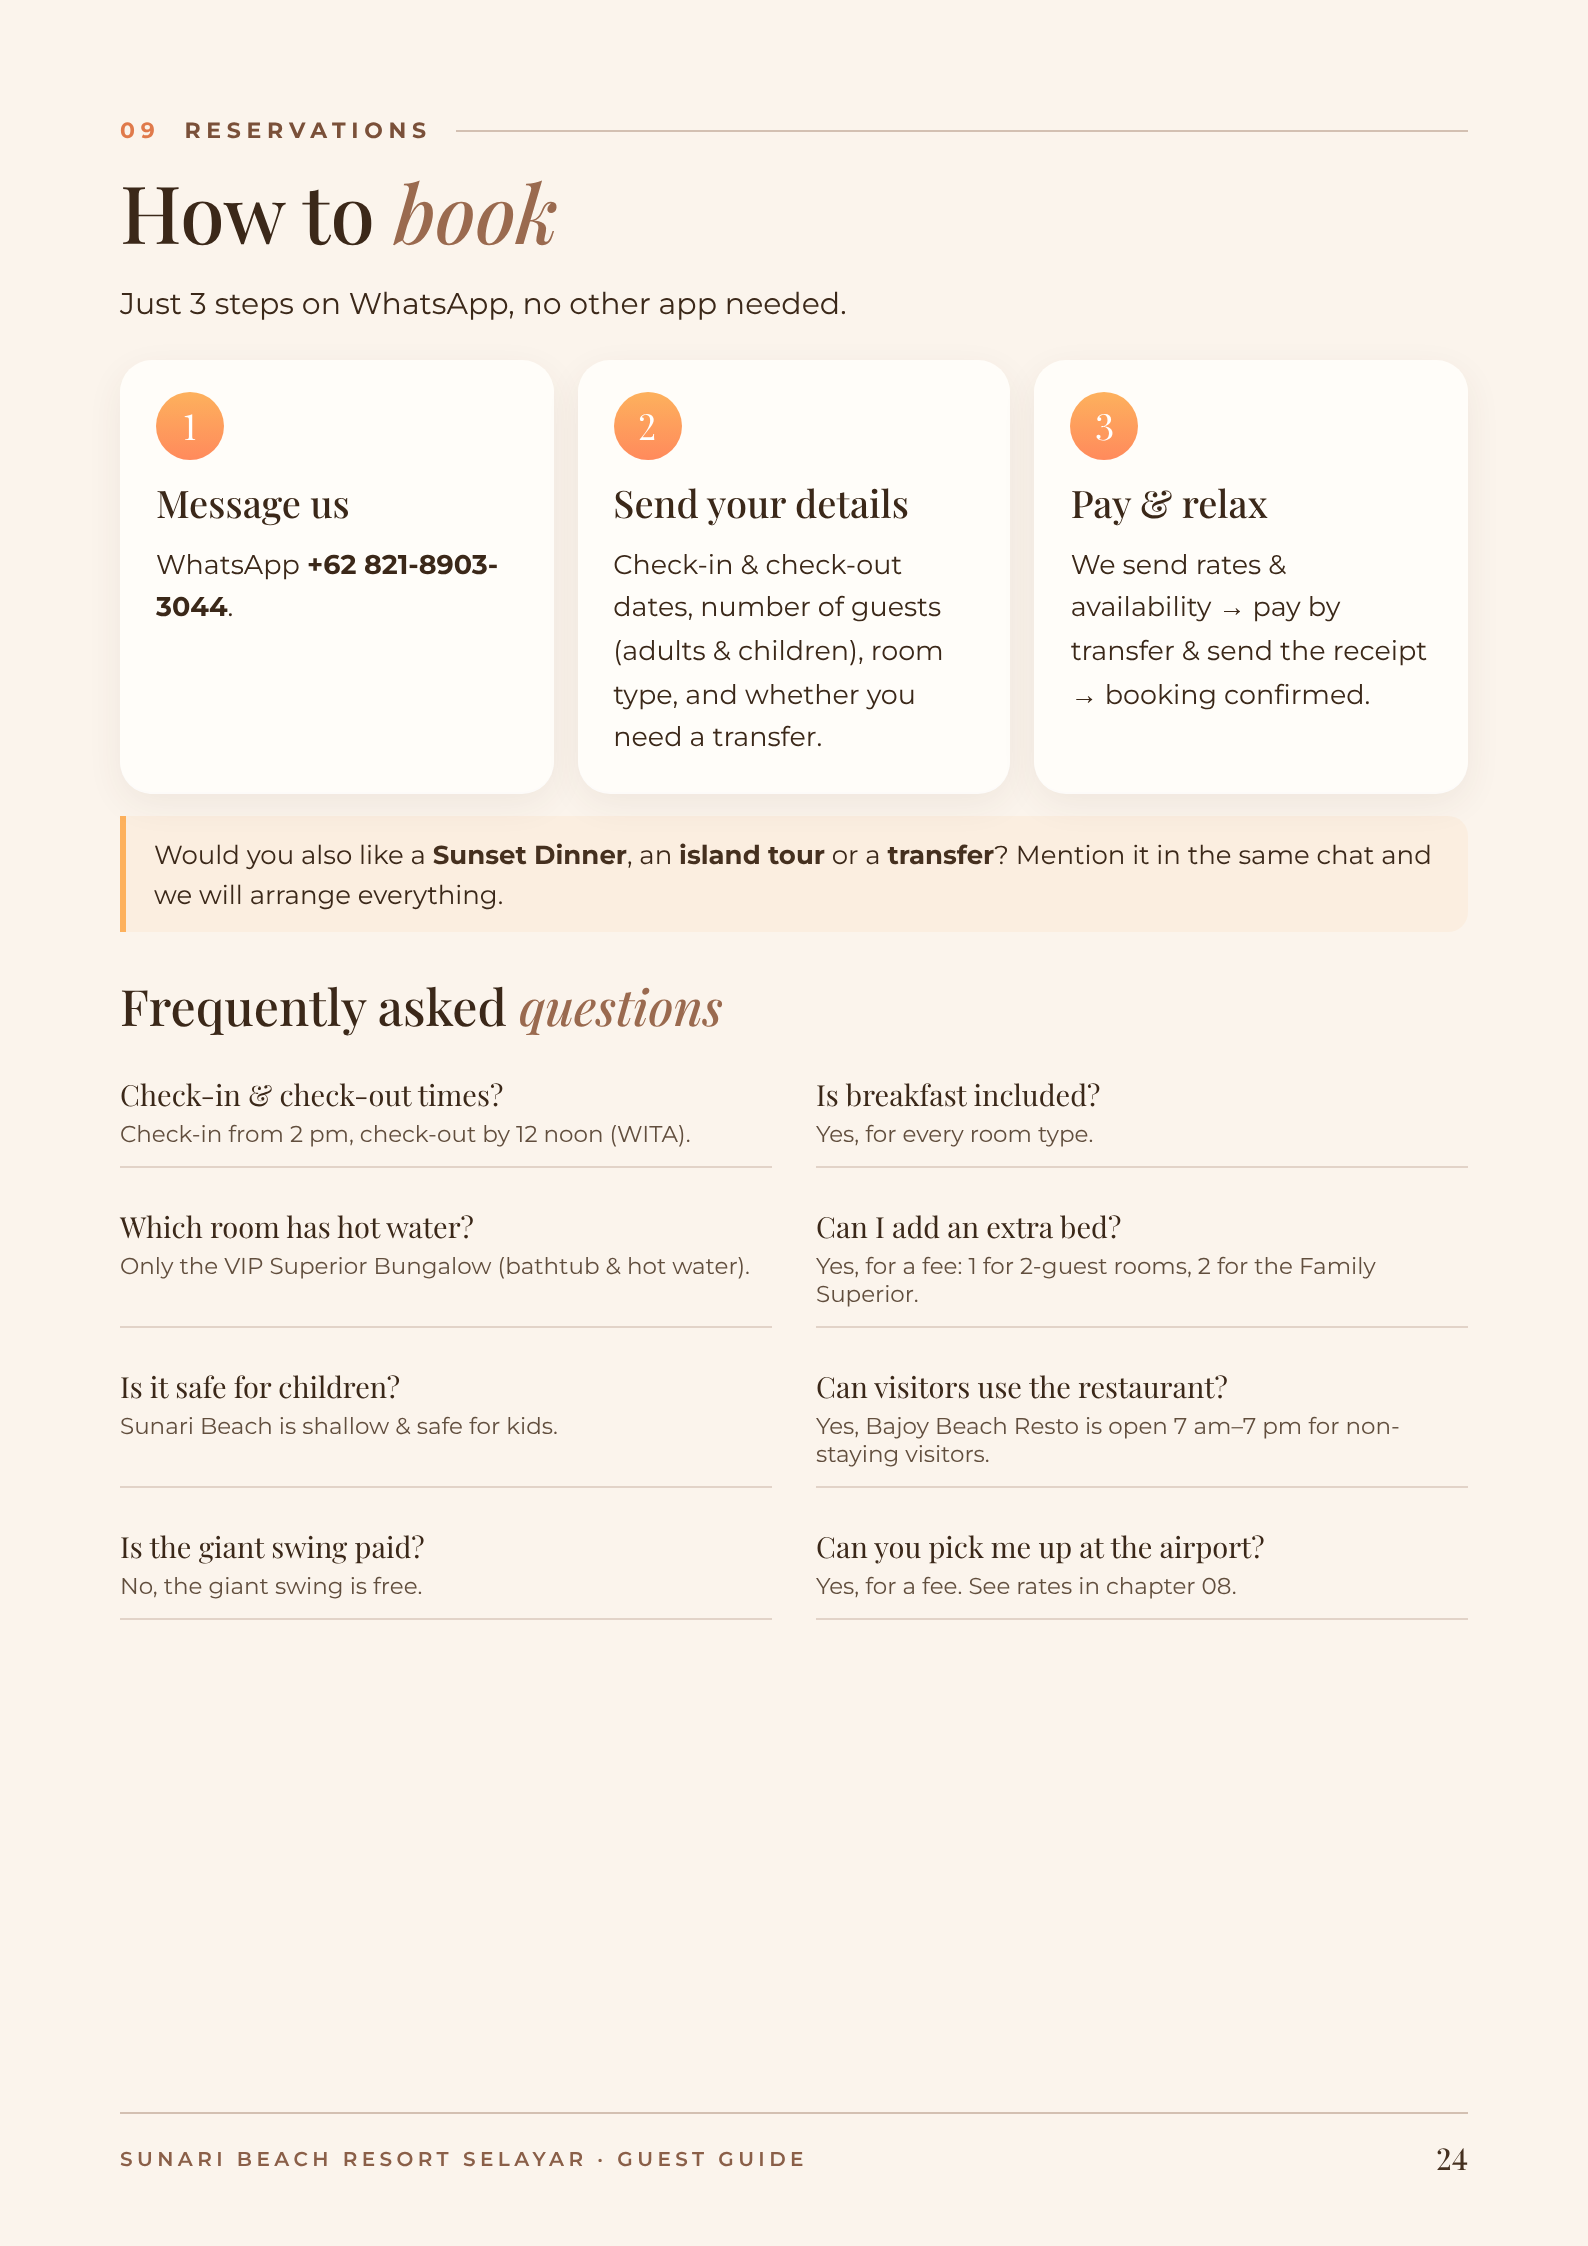 09 RESERVATIONS
How to book
Just 3 steps on WhatsApp, no other app needed.
1
Message us
WhatsApp +62 821-8903-
3044.
2
Send your details
Check-in & check-out
dates, number of guests
(adults & children), room
type, and whether you
need a transfer.
3
Pay & relax
We send rates &
availability → pay by
transfer & send the receipt
→ booking confirmed.
Would you also like a Sunset Dinner, an island tour or a transfer? Mention it in the same chat and
we will arrange everything.
Frequently asked questions
Check-in & check-out times?
Check-in from 2 pm, check-out by 12 noon (WITA).
Is breakfast included?
Yes, for every room type.
Which room has hot water?
Only the VIP Superior Bungalow (bathtub & hot water).
Can I add an extra bed?
Yes, for a fee: 1 for 2-guest rooms, 2 for the Family
Superior.
Is it safe for children?
Sunari Beach is shallow & safe for kids.
Can visitors use the restaurant?
Yes, Bajoy Beach Resto is open 7 am–7 pm for non-
staying visitors.
Is the giant swing paid?
No, the giant swing is free.
Can you pick me up at the airport?
Yes, for a fee. See rates in chapter 08.
SUNARI BEACH RESORT SELAYAR · GUEST GUIDE
24